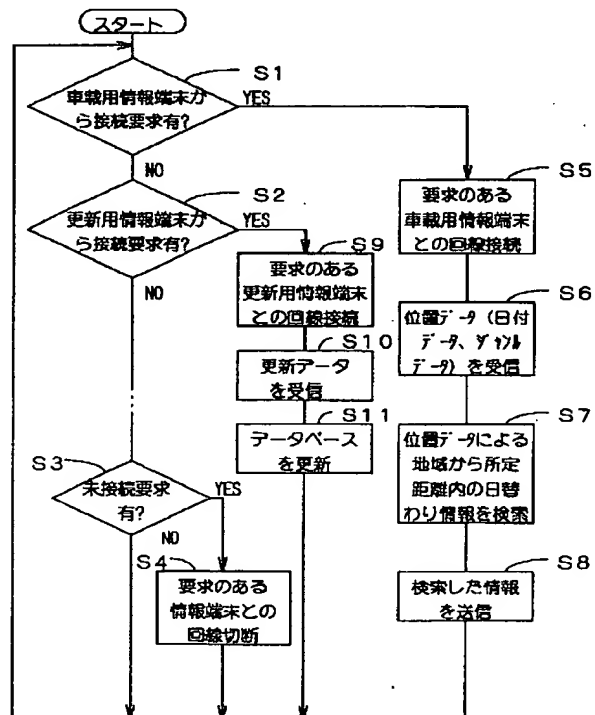 スタート
S1
車載用情報端末か
ら接続要求有?
YES
NO
S2
更新用情報端末か
ら接続要求有?
YES
NO
S5
要求のある
車載用情報端末
との回線接続
S9
要求のある
更新用情報端末
との回線接続
S6
位置データ(日付
データ、ジャンル
データ)を受信
S10
更新データ
を受信
S11
データベース
を更新
S7
位置データによる
地域から所定
距離内の日替
わり情報を検索
S3
未接続要求
有?
YES
NO
S4
要求のある
情報端末との
回線切断
S8
検索した情報
を送信